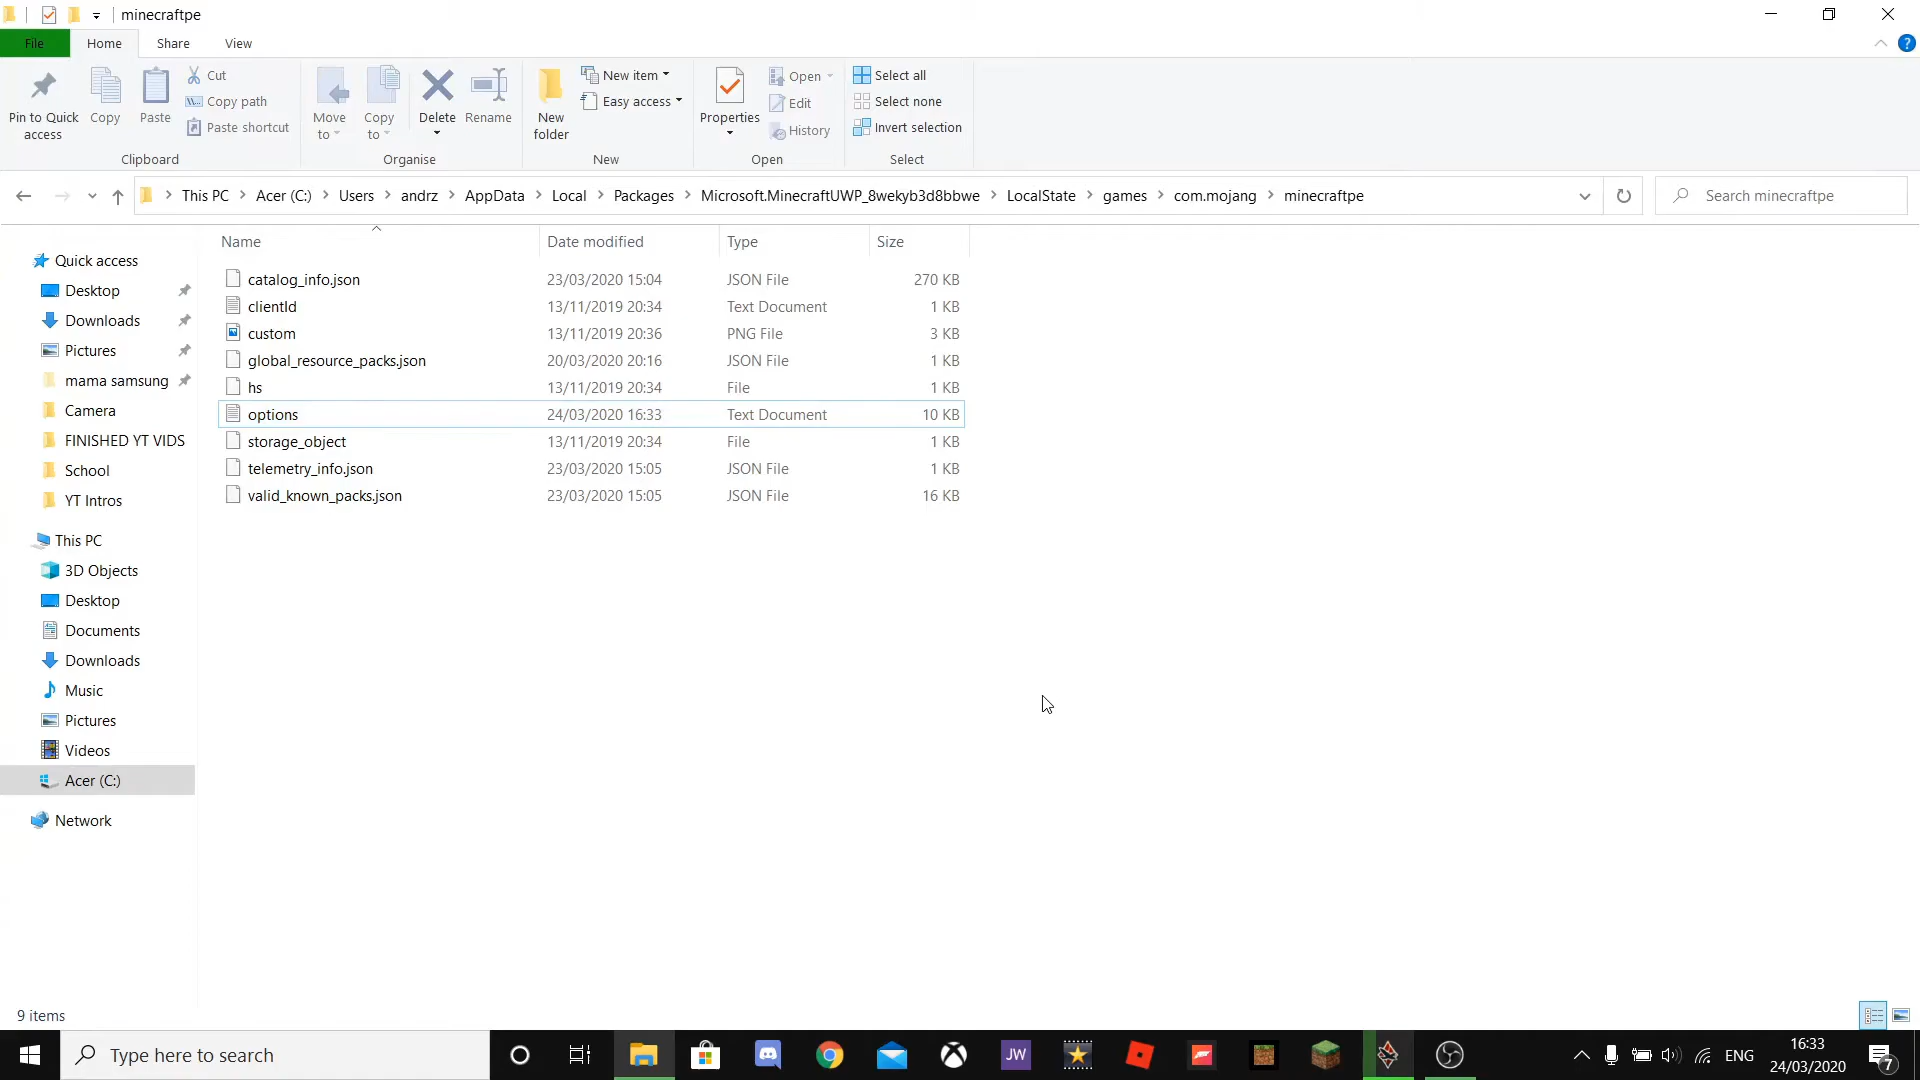 minecraftpe
File Home Share View
Pin to Quick access
Copy
Paste
Cut
Copy path
Paste shortcut
Clipboard
Move to
Copy to
Delete
Rename
Organise
New folder
New item
Easy access
New
Properties
Open
Edit
History
Open
Select all
Select none
Invert selection
Select
This PC Acer (C:) Users andrz AppData Local Packages Microsoft.MinecraftUWP_8wekyb3d8bbwe LocalState games com.mojang minecraftpe
Search minecraftpe
Quick access
Desktop
Downloads
Pictures
mama samsung
Camera
FINISHED YT VIDS
School
YT Intros
This PC
3D Objects
Desktop
Documents
Downloads
Music
Pictures
Videos
Acer (C:)
Network
Name Date modified Type Size
catalog_info.json 23/03/2020 15:04 JSON File 270 KB
clientId 13/11/2019 20:34 Text Document 1 KB
custom 13/11/2019 20:36 PNG File 3 KB
global_resource_packs.json 20/03/2020 20:16 JSON File 1 KB
hs 13/11/2019 20:34 File 1 KB
options 24/03/2020 16:33 Text Document 10 KB
storage_object 13/11/2019 20:34 File 1 KB
telemetry_info.json 23/03/2020 15:05 JSON File 1 KB
valid_known_packs.json 23/03/2020 15:05 JSON File 16 KB
9 items
Type here to search
JW
ENG
16:33
24/03/2020
7